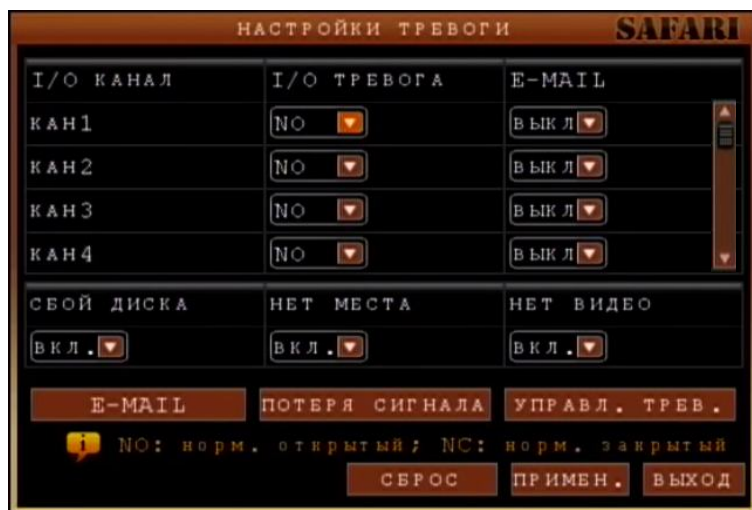 НАСТРОЙКИ ТРЕВОГИ SAFARI
I/O КАНАЛ I/O ТРЕВОГА E-MAIL
КАН1 NO ВЫКЛ
КАН2 NO ВЫКЛ
КАН3 NO ВЫКЛ
КАН4 NO ВЫКЛ
СБОЙ ДИСКА НЕТ МЕСТА НЕТ ВИДЕО
ВКЛ. ВКЛ. ВКЛ.
E-MAIL ПОТЕРЯ СИГНАЛА УПРАВЛ. ТРЕВ.
i NO: норм. открытый; NC: норм. закрытый
СБРОС ПРИМЕН. ВЫХОД